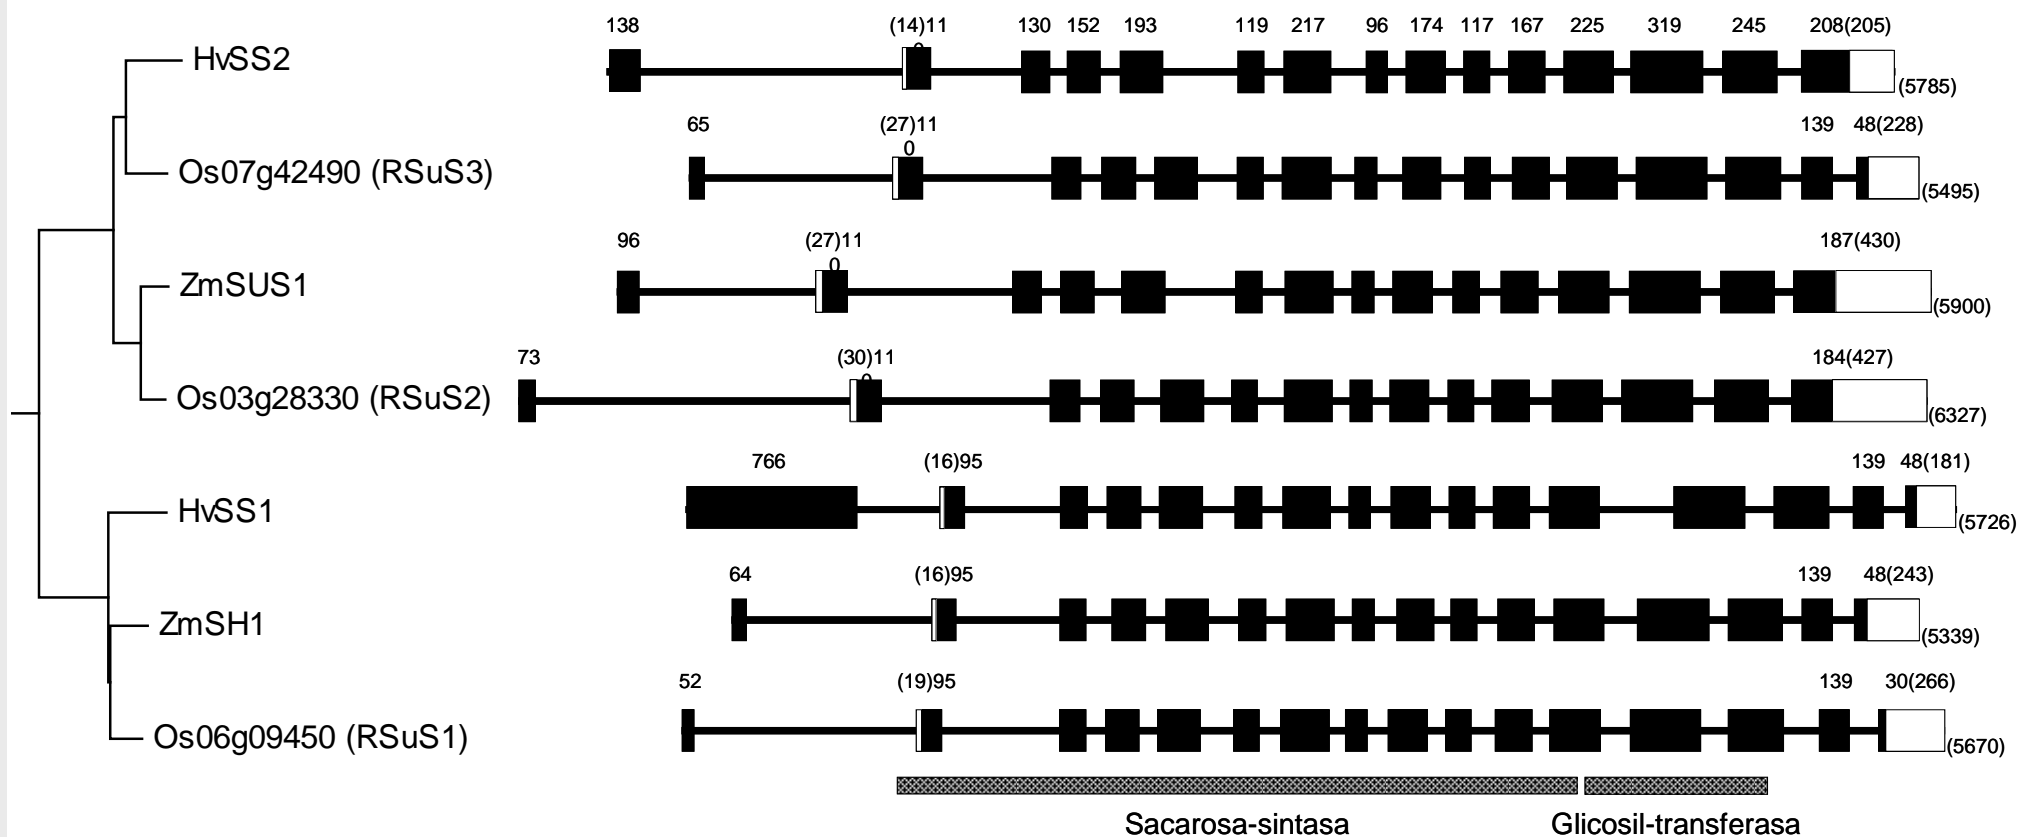 138 (14)11 130 152 193 119 217 96 174 117 167 225 319 245 208(205)
0
HvSS2
(5785)
65 (27)11 139 48(228)
0
Os07g42490 (RSuS3)
(5495)
96 (27)11 187(430)
0
ZmSUS1
(5900)
73 (30)11 184(427)
0
Os03g28330 (RSuS2)
(6327)
766 (16)95 139 48(181)
HvSS1
(5726)
64 (16)95 139 48(243)
ZmSH1
(5339)
52 (19)95 139 30(266)
Os06g09450 (RSuS1)
(5670)
Sacarosa-sintasa Glicosil-transferasa